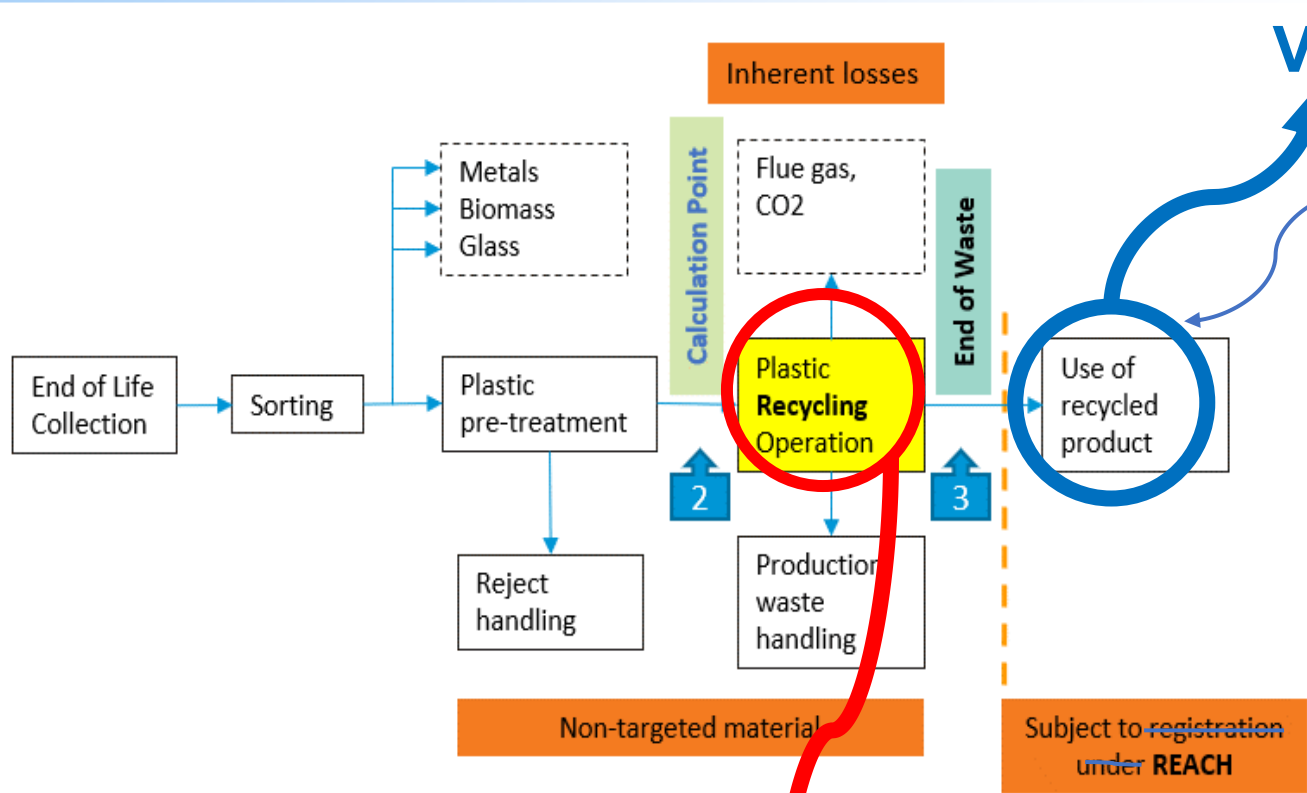 Inherent losses
V
Metals
Biomass
Glass
Calculation Point
Flue gas,
CO2
End of Waste
End of Life
Collection
Sorting
Plastic
pre-treatment
Plastic
Recycling
Operation
Use of
recycled
product
2
3
Reject
handling
Production
waste
handling
Non-targeted material
Subject to registration
under REACH